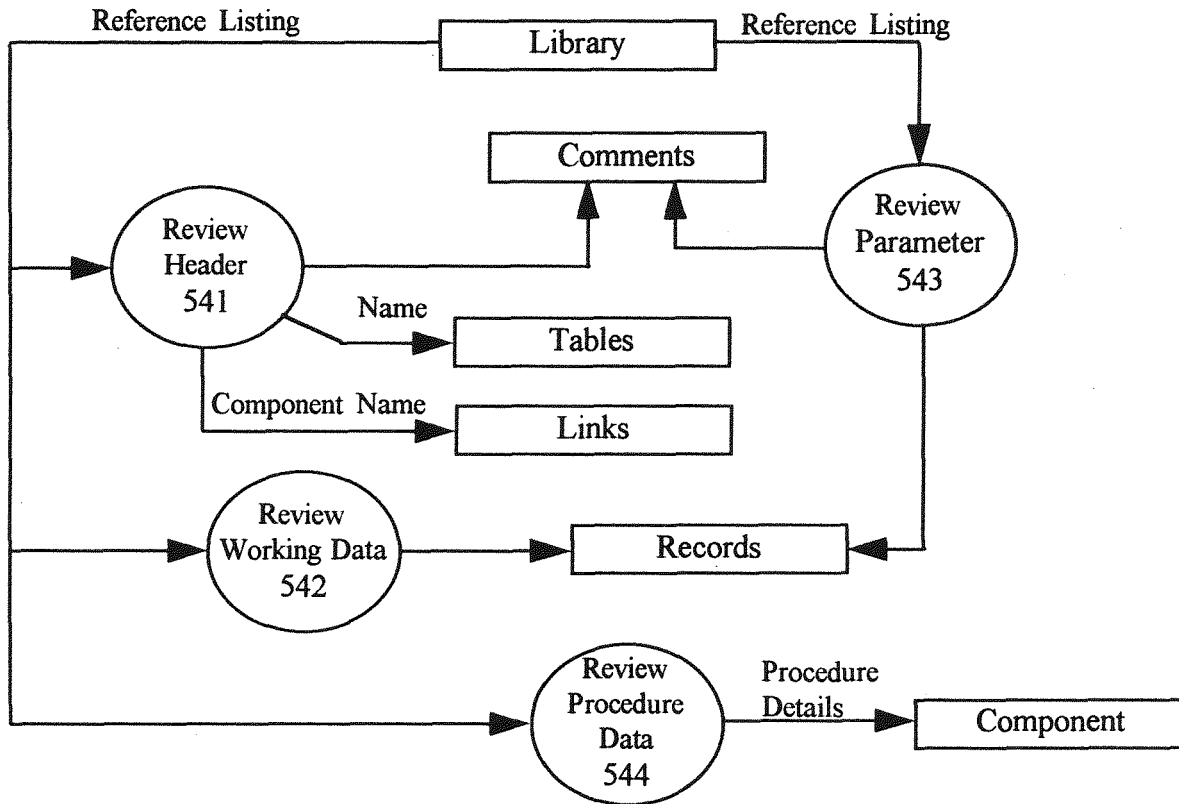 Reference Listing
Library
Reference Listing
Comments
Review
Header
541
Review
Parameter
543
Name
Tables
Component Name
Links
Review
Working Data
542
Records
Review
Procedure
Data
544
Procedure
Details
Component